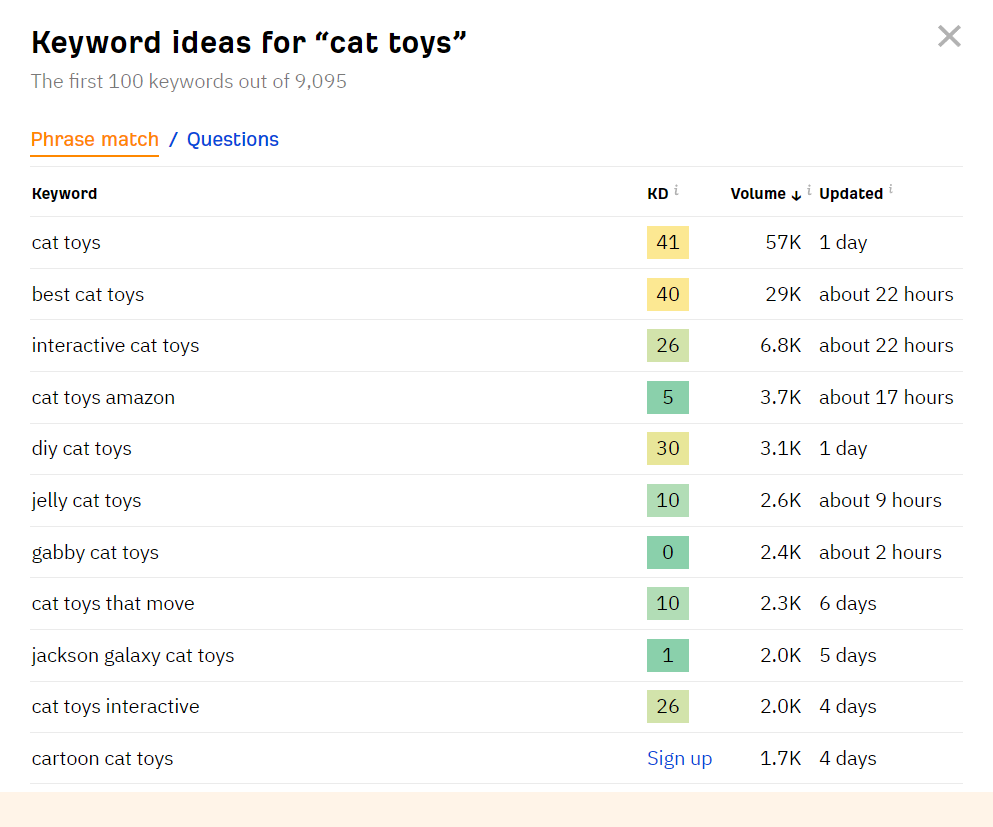 Keyword ideas for “cat toys”
The first 100 keywords out of 9,095
Phrase match / Questions
Keyword KD i Volume ↓ i Updated i
cat toys 41 57K 1 day
best cat toys 40 29K about 22 hours
interactive cat toys 26 6.8K about 22 hours
cat toys amazon 5 3.7K about 17 hours
diy cat toys 30 3.1K 1 day
jelly cat toys 10 2.6K about 9 hours
gabby cat toys 0 2.4K about 2 hours
cat toys that move 10 2.3K 6 days
jackson galaxy cat toys 1 2.0K 5 days
cat toys interactive 26 2.0K 4 days
cartoon cat toys Sign up 1.7K 4 days